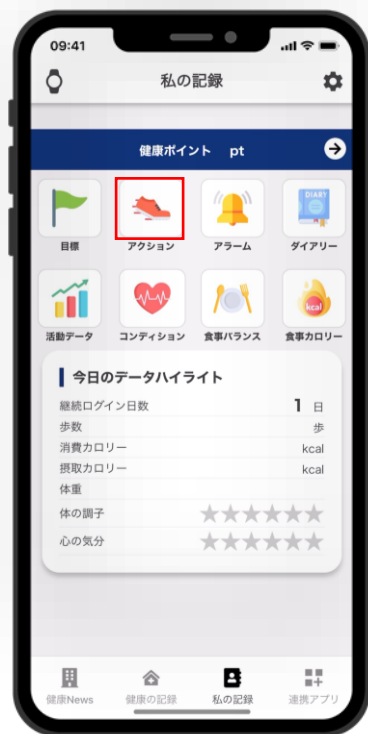 09:41
私の記録
健康ポイント pt
目標 アクション アラーム ダイアリー
DIARY
活動データ コンディション 食事バランス 食事カロリー
kcal
今日のデータハイライト
継続ログイン日数 1 日
歩数 歩
消費カロリー kcal
摂取カロリー kcal
体重
体の調子
心の気分
健康News 健康の記録 私の記録 連携アプリ